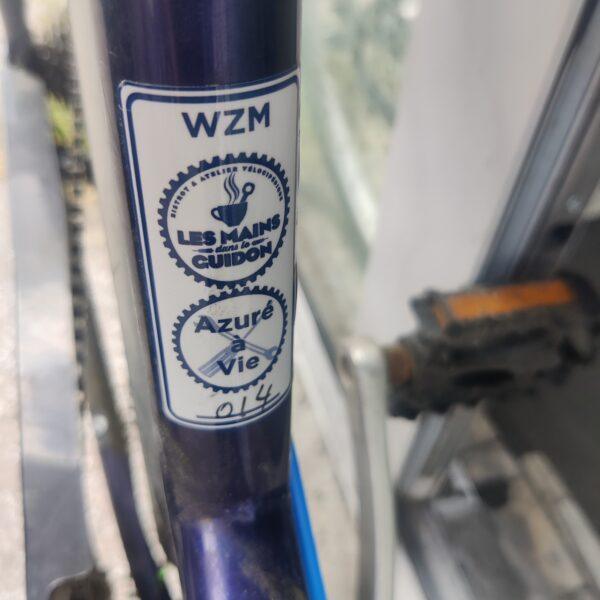 WZM
BISTROT & ATELIER VÉLOCIPÉDIQUE
LES MAINS
dans le
GUIDON
Azuré
à
Vie
014